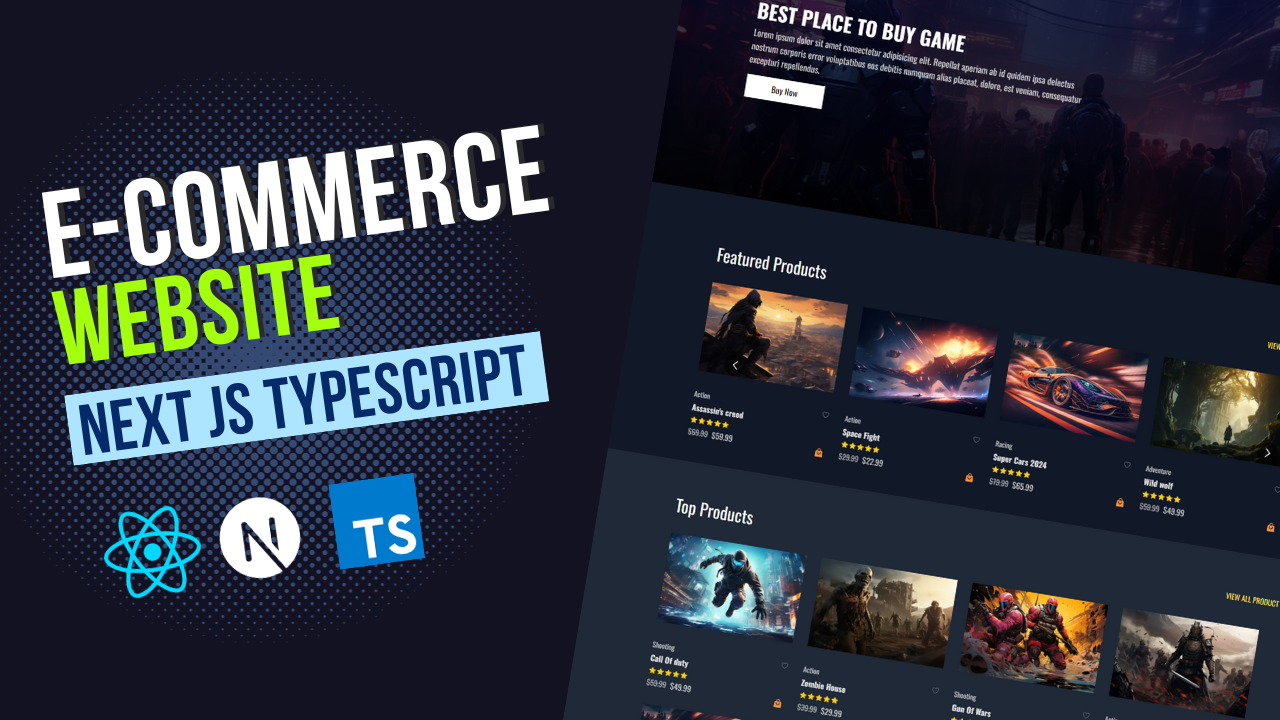 E-COMMERCE
WEBSITE
NEXT JS TYPESCRIPT
N
TS
BEST PLACE TO BUY GAME
Lorem ipsum dolor sit amet consectetur adipisicing elit. Repellat aperiam ab id quidem ipsa delectus
nostrum corporis error voluptatibus eos debitis numquam alias placeat, dolore, est veniam, consequatur
excepturi repellendus.
Buy Now
Featured Products
VIEW
Action
Assassin's creed
$69.99 $59.99
Action
Space Fight
$29.99 $22.99
Racing
Super Cars 2024
$79.99 $65.99
Adventure
Wild wolf
$59.99 $49.99
Top Products
VIEW ALL PRODUCT
Shooting
Call Of duty
$59.99 $49.99
Action
Zombie House
$39.99 $29.99
Shooting
Gun Of Wars